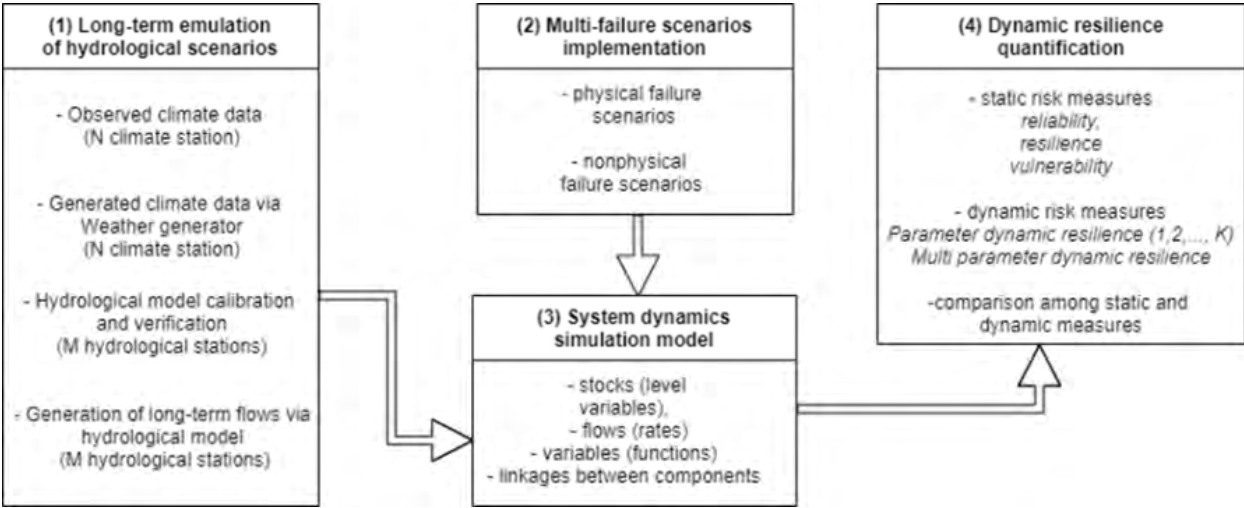 (1) Long-term emulation
of hydrological scenarios
- Observed climate data
(N climate station)
- Generated climate data via
Weather generator
(N climate station)
- Hydrological model calibration
and verification
(M hydrological stations)
- Generation of long-term flows via
hydrological model
(M hydrological stations)
(2) Multi-failure scenarios
implementation
- physical failure
scenarios
- nonphysical
failure scenarios
(3) System dynamics
simulation model
- stocks (level
variables),
- flows (rates)
- variables (functions)
- linkages between components
(4) Dynamic resilience
quantification
- static risk measures
reliability,
resilience
vulnerability
- dynamic risk measures
Parameter dynamic resilience (1,2,..., K)
Multi parameter dynamic resilience
-comparison among static and
dynamic measures